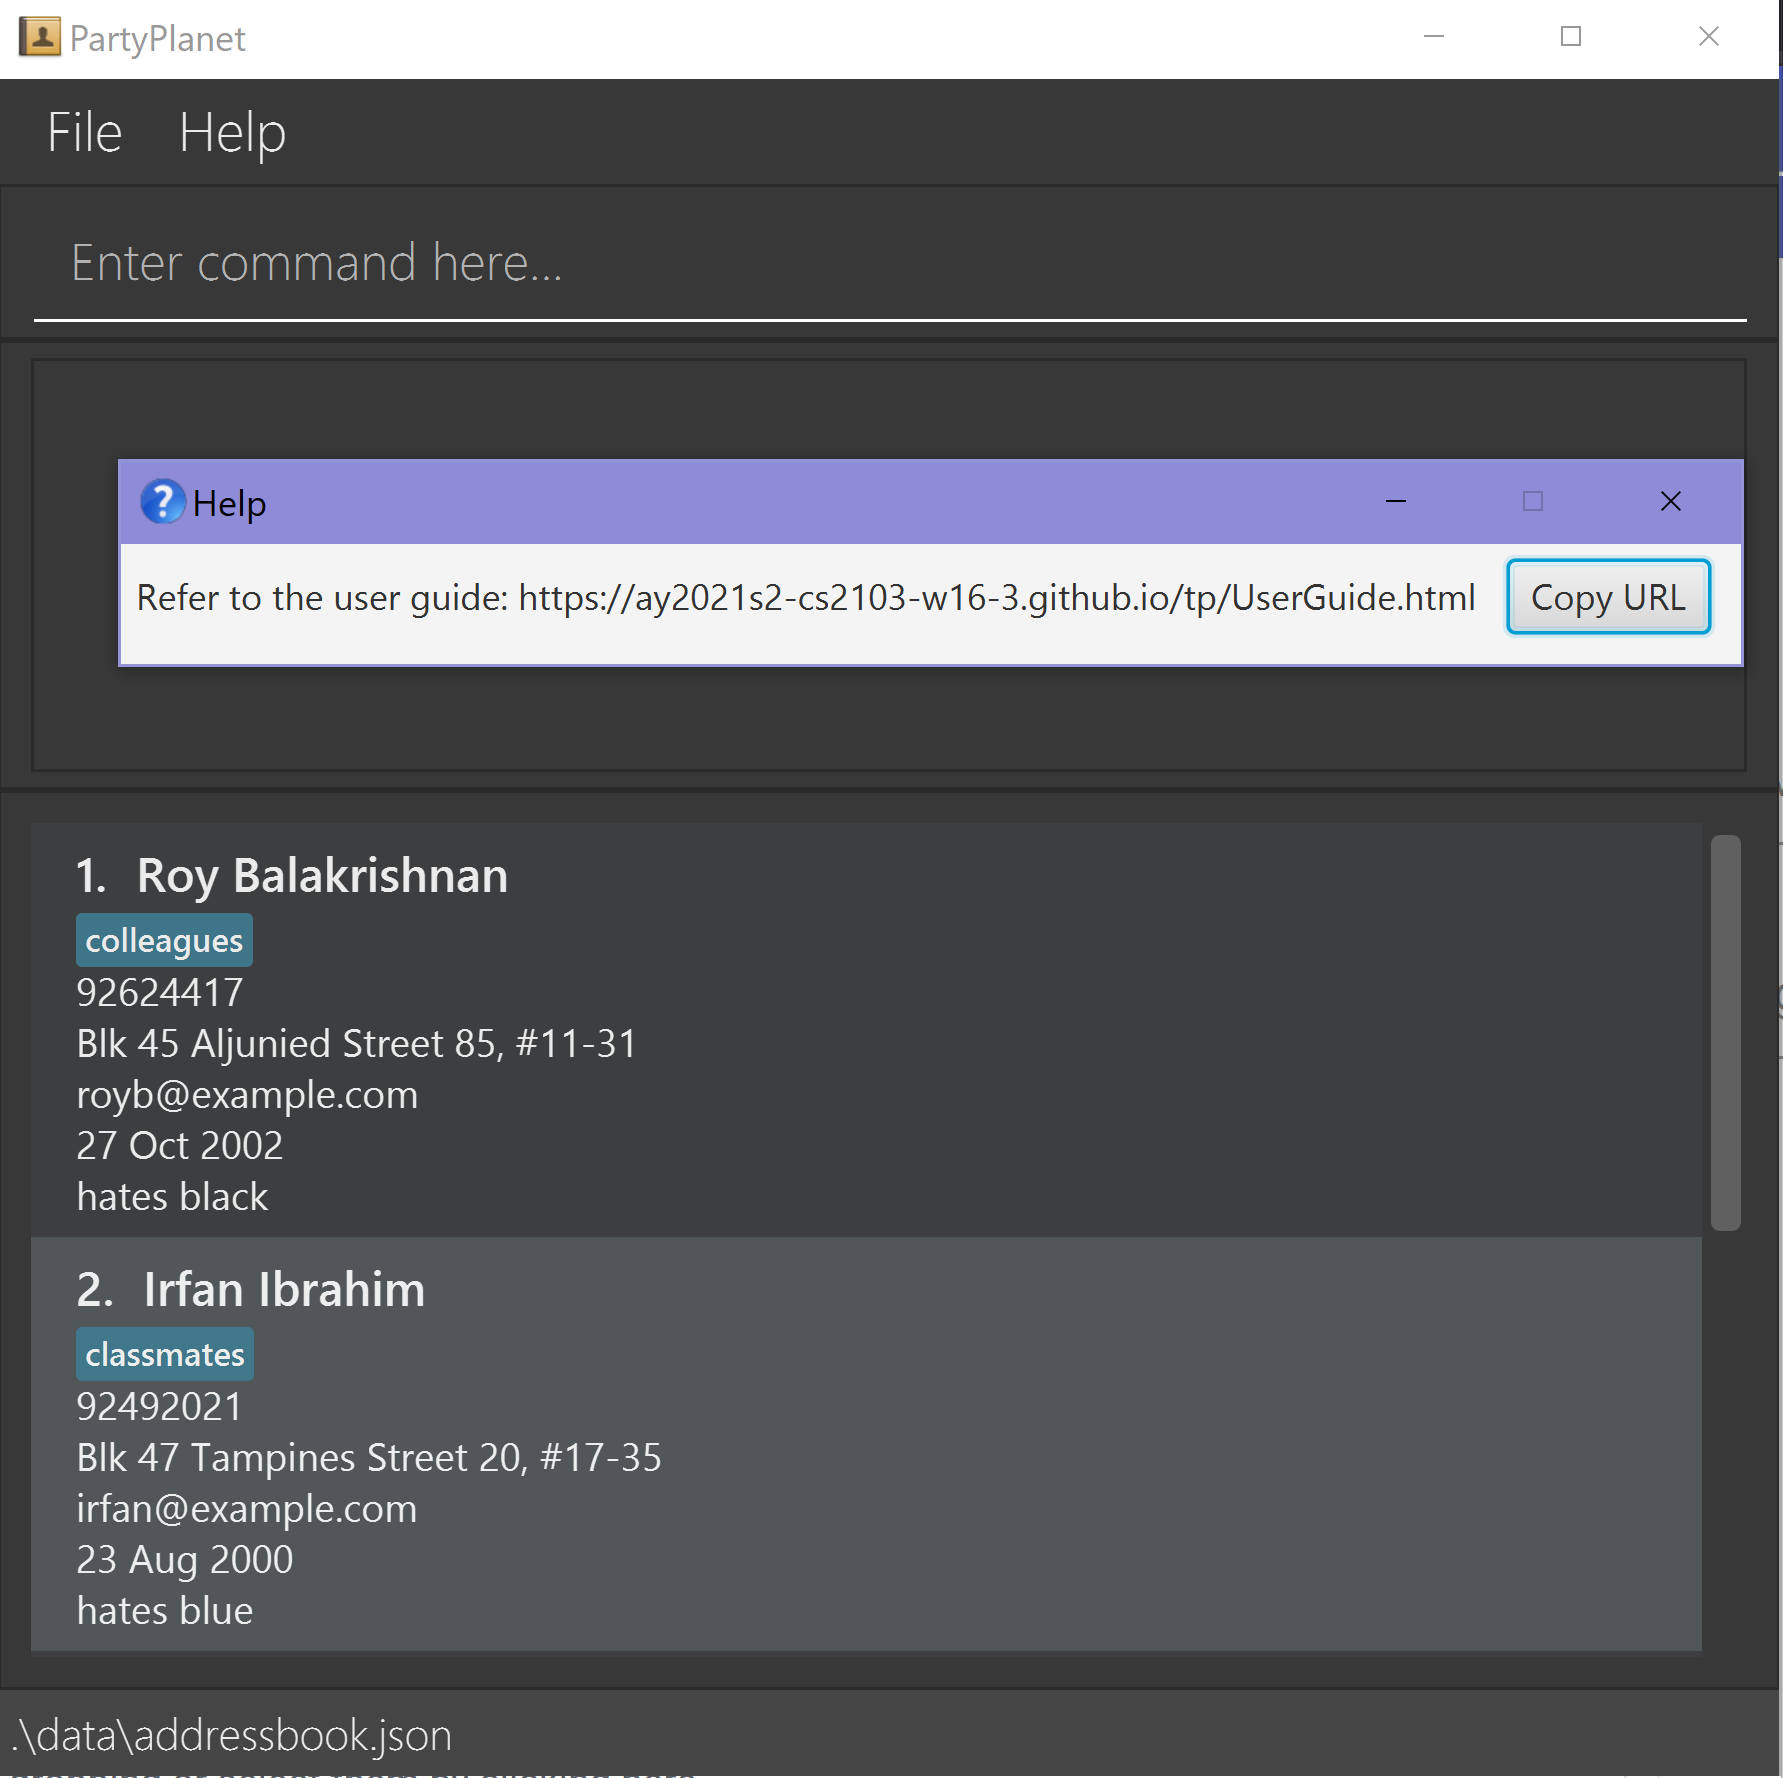 PartyPlanet
File Help
Enter command here...
Help
Refer to the user guide: https://ay2021s2-cs2103-w16-3.github.io/tp/UserGuide.html Copy URL
1. Roy Balakrishnan
colleagues
92624417
Blk 45 Aljunied Street 85, #11-31
royb@example.com
27 Oct 2002
hates black
2. Irfan Ibrahim
classmates
92492021
Blk 47 Tampines Street 20, #17-35
irfan@example.com
23 Aug 2000
hates blue
.\data\addressbook.json